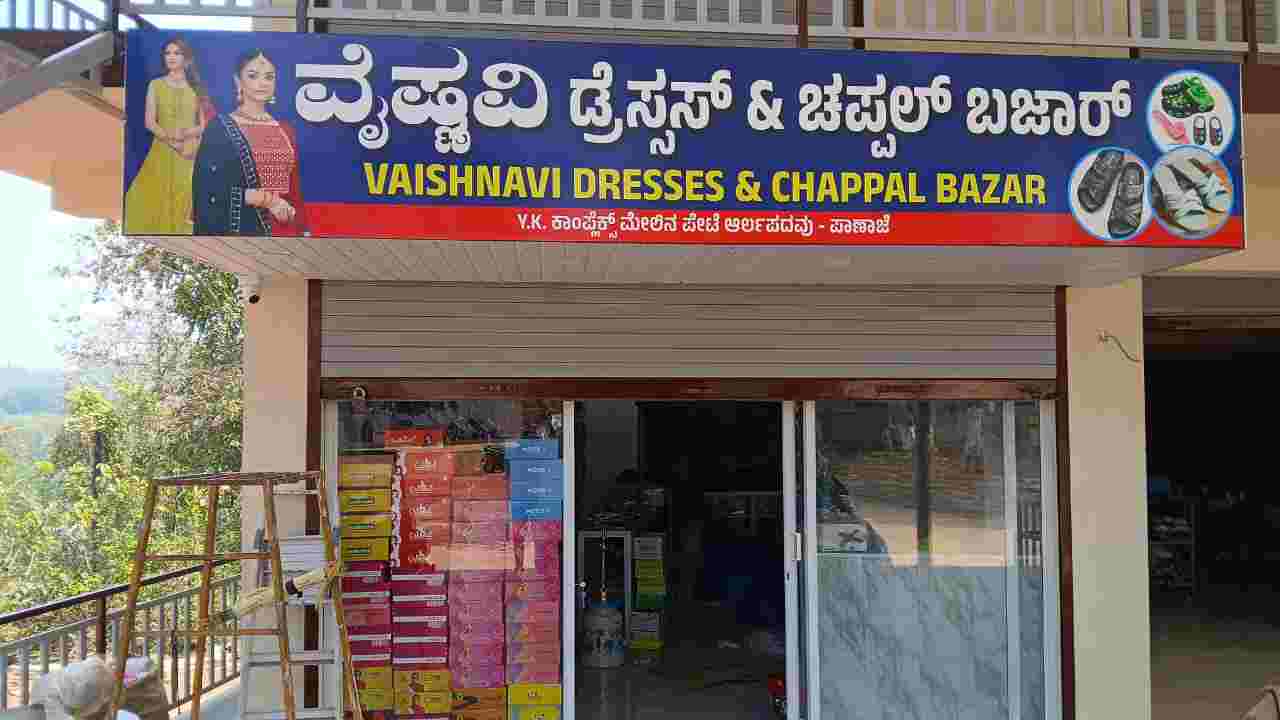 ವೈಷ್ಣವಿ ಡ್ರೆಸ್ಸಸ್ & ಚಪ್ಪಲ್ ಬಜಾರ್
VAISHNAVI DRESSES & CHAPPAL BAZAR
Y.K. ಕಾಂಪ್ಲೆಕ್ಸ್ ಮೇಲಿನ ಪೇಟೆ ಆರ್ಲಪದವು - ಪಾಣಾಜೆ